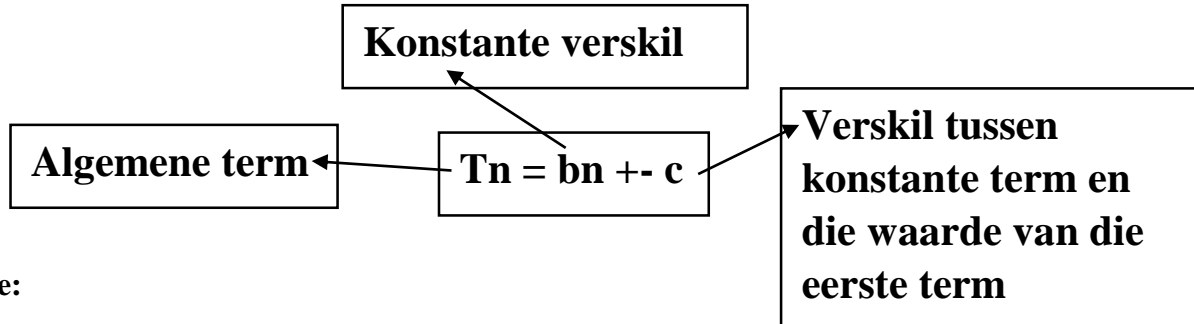 Konstante verskil
Algemene term
Tn = bn +- c
Verskil tussen
konstante term en
die waarde van die
eerste term
e: